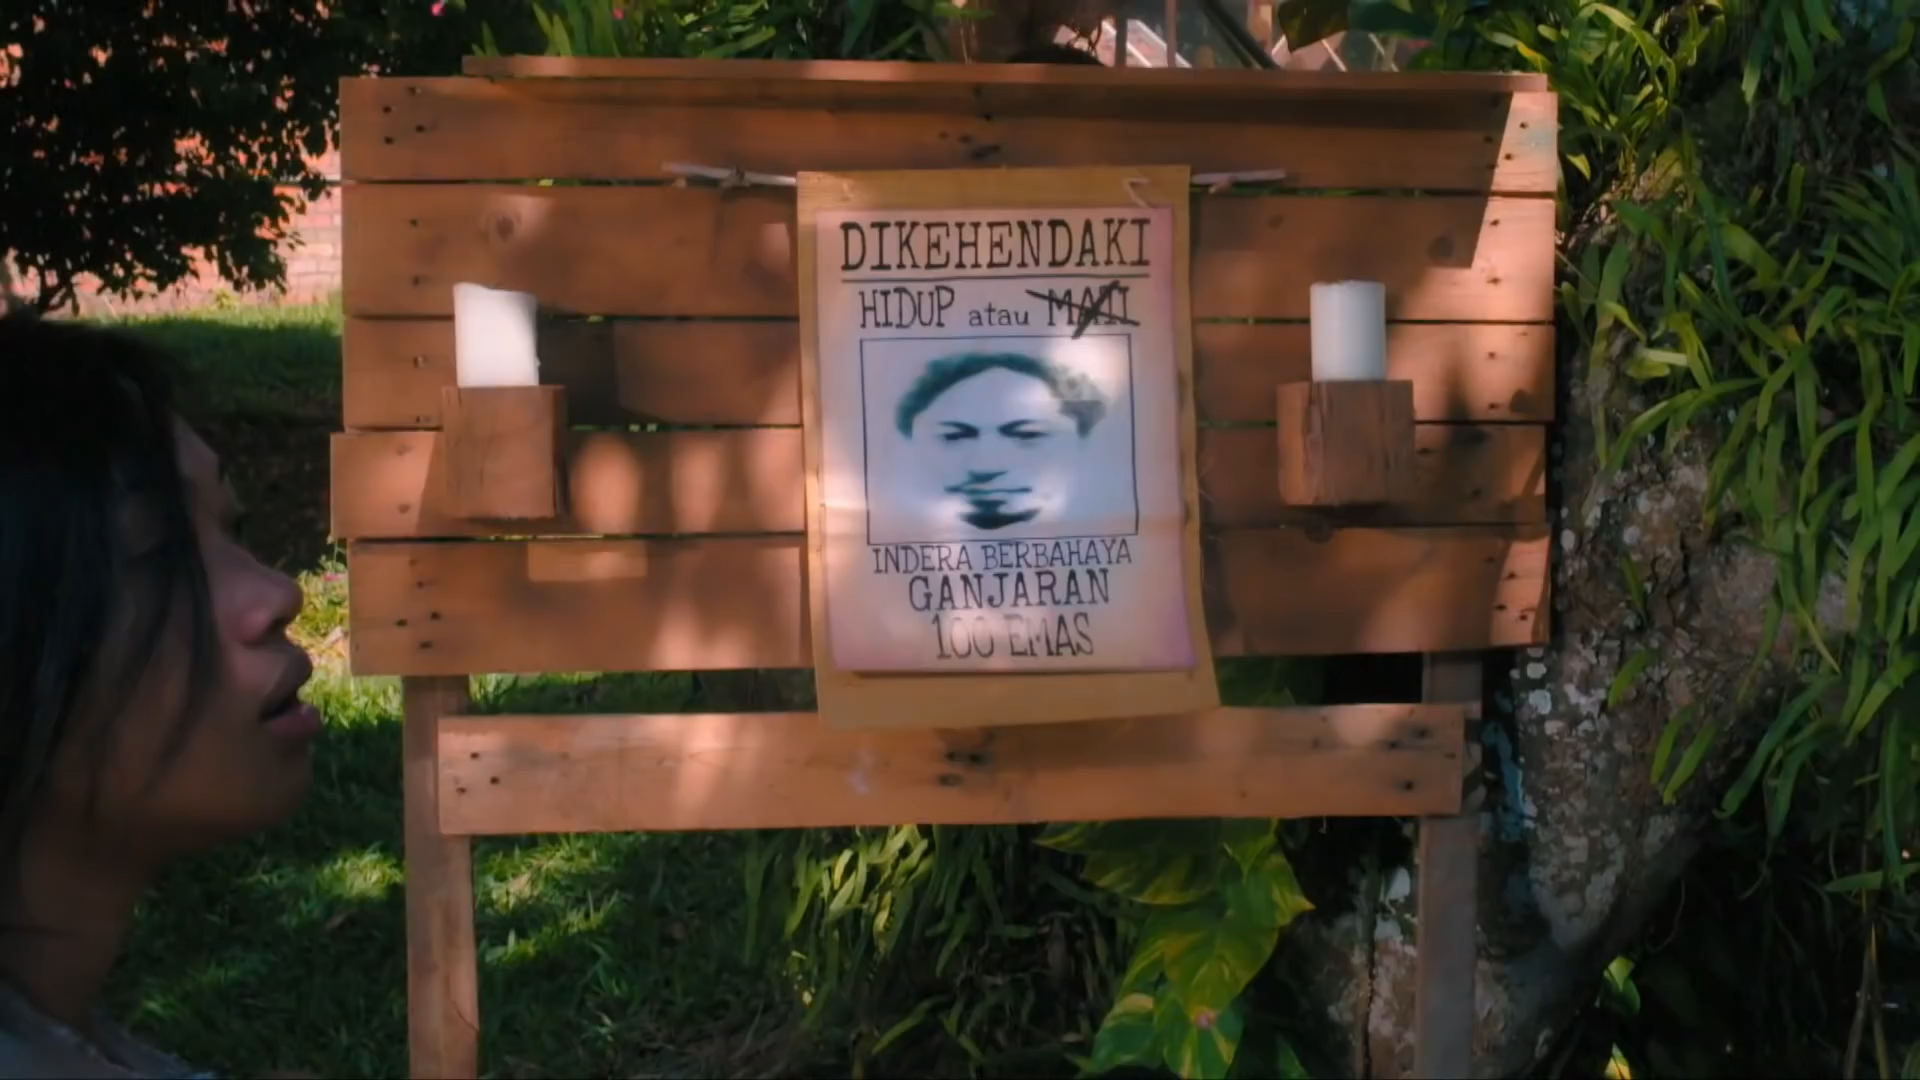 DIKEHENDAKI
HIDUP atau MATI
INDERA BERBAHAYA
GANJARAN
100 EMAS